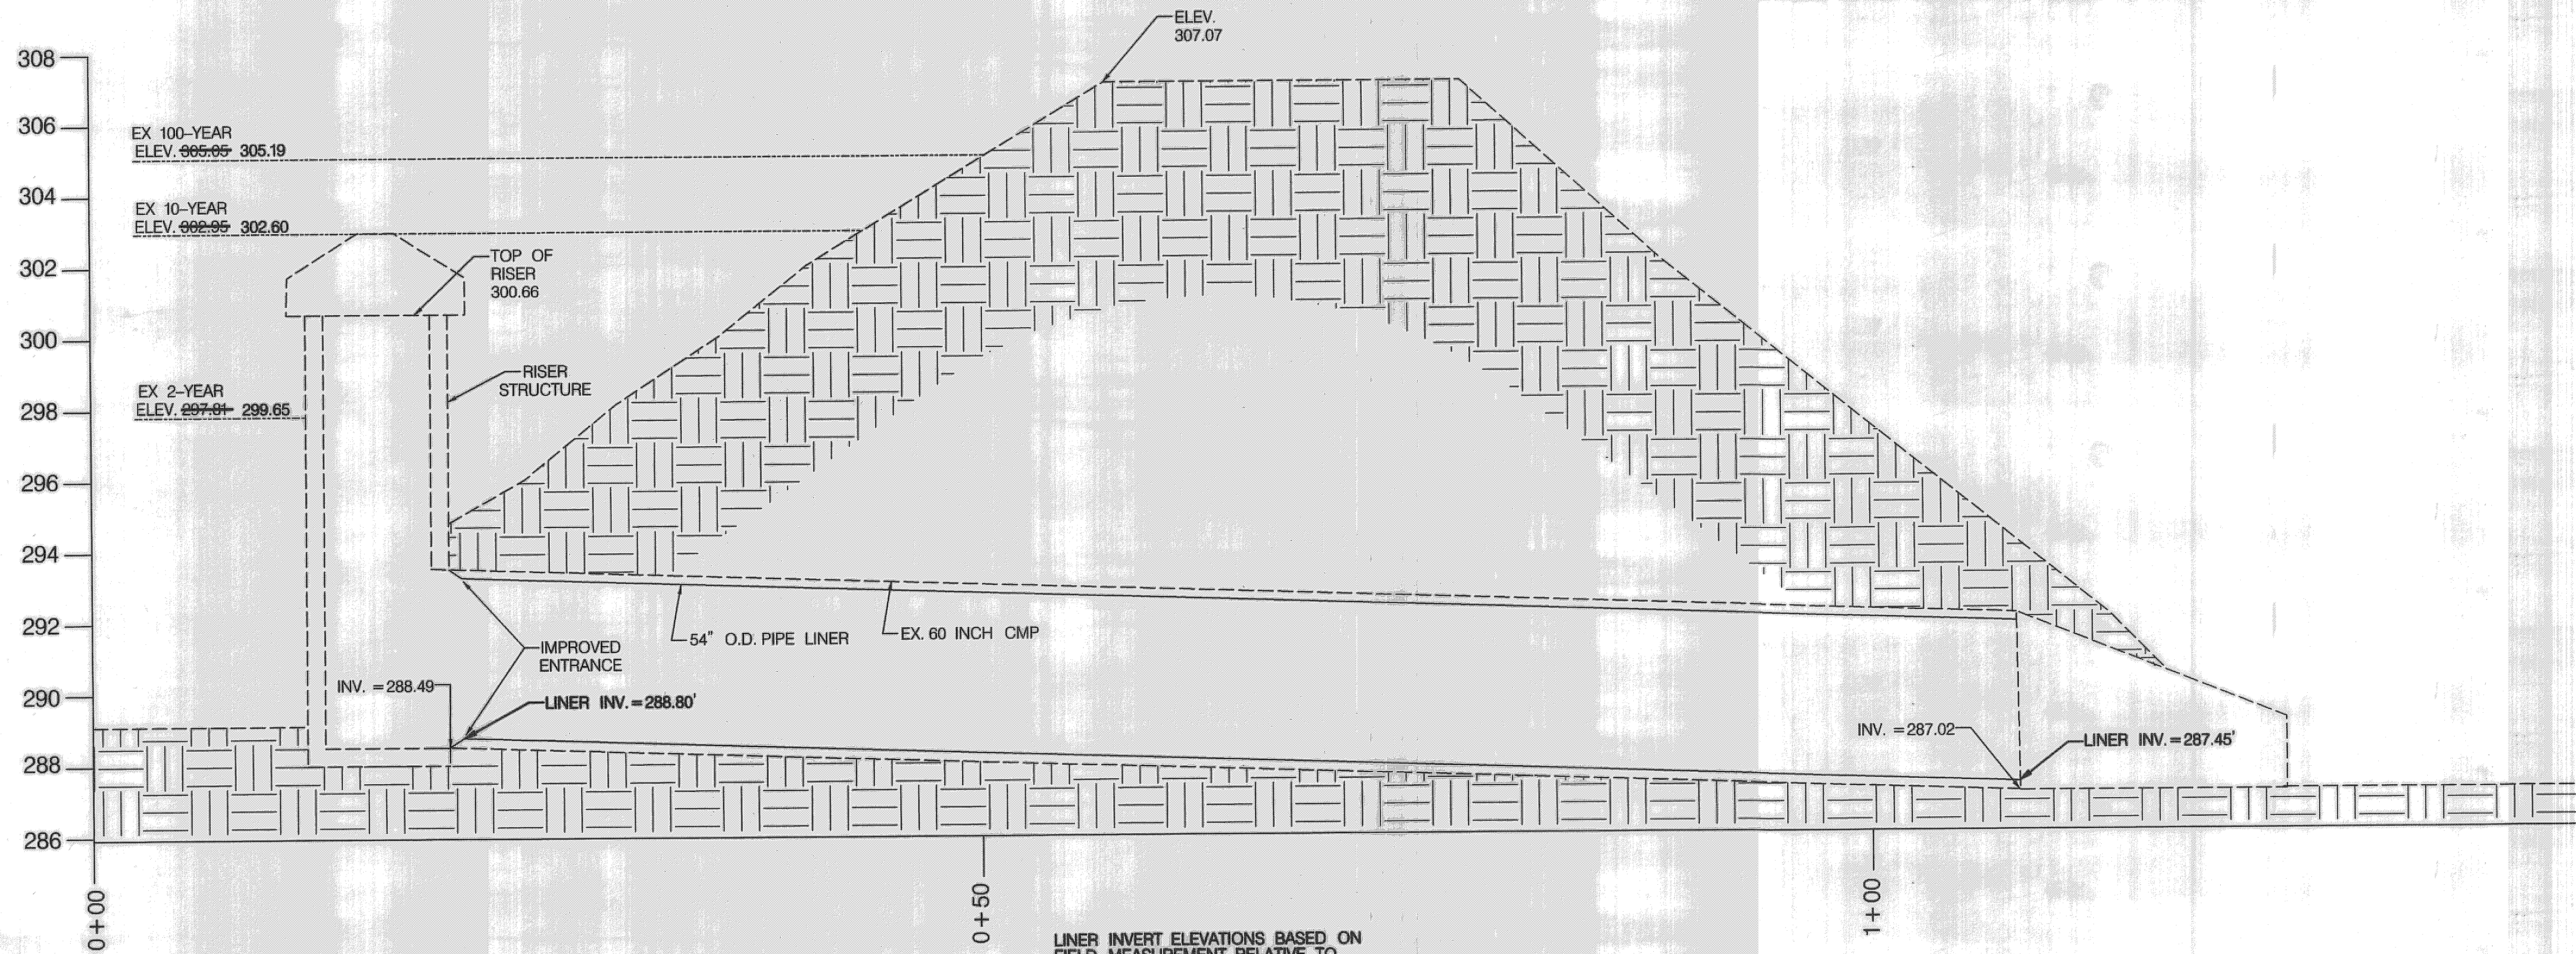 ELEV.
307.07
308
306
304
302
300
298
296
294
292
290
288
286
EX 100-YEAR
ELEV. 305.05 305.19
EX 10-YEAR
ELEV. 302.95 302.60
TOP OF
RISER
300.66
RISER
STRUCTURE
EX 2-YEAR
ELEV. 297.81 299.65
54" O.D. PIPE LINER
EX. 60 INCH CMP
IMPROVED
ENTRANCE
INV. =288.49
LINER INV.=288.80'
INV. =287.02
LINER INV.=287.45'
0+00
0+50
1+00
LINER INVERT ELEVATIONS BASED ON
FIELD MEASUREMENT RELATIVE TO